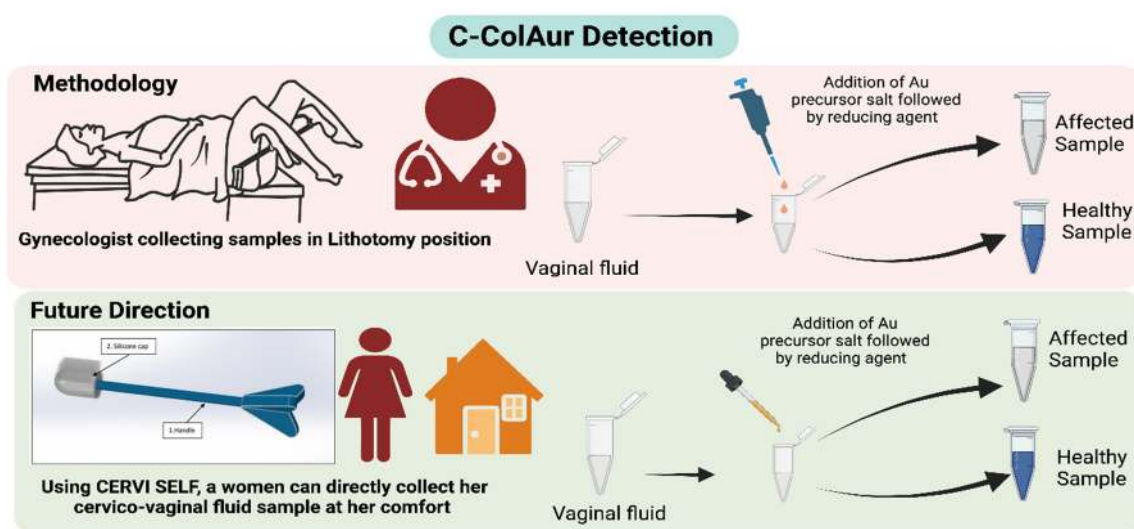 C-ColAur Detection
Methodology
Addition of Au
precursor salt followed
by reducing agent
Affected
Sample
Healthy
Sample
Gynecologist collecting samples in Lithotomy position
Vaginal fluid
Future Direction
2. Silicone cap
1.Handle
Addition of Au
precursor salt followed
by reducing agent
Affected
Sample
Healthy
Sample
Using CERVI SELF, a women can directly collect her
cervico-vaginal fluid sample at her comfort
Vaginal fluid